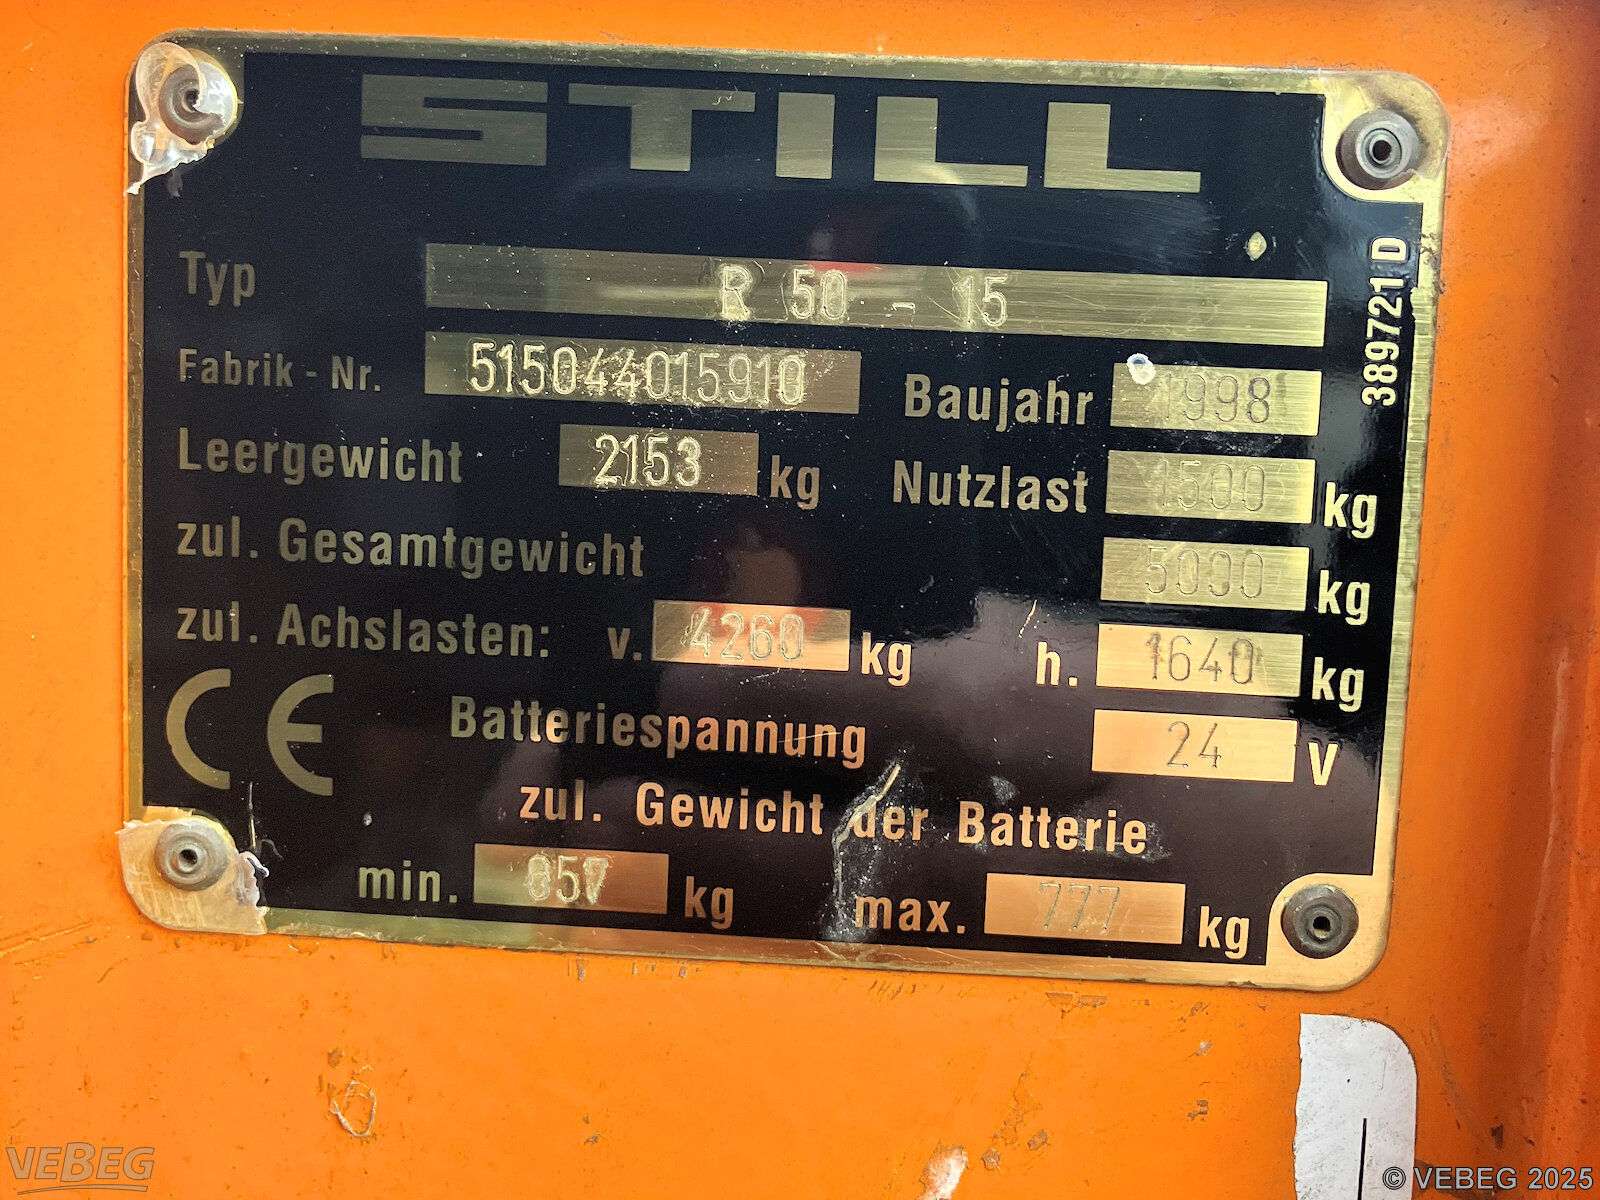 STILL
Typ R 50 - 15
Fabrik - Nr. 515044015910 Baujahr 1998
Leergewicht 2153 kg Nutzlast 1500 kg
zul. Gesamtgewicht 5000 kg
zul. Achslasten: v. 4260 kg h. 1640 kg
CE Batteriespannung 24 V
zul. Gewicht der Batterie
min. 657 kg max. 777 kg
389721 D
VEBEG
© VEBEG 2025